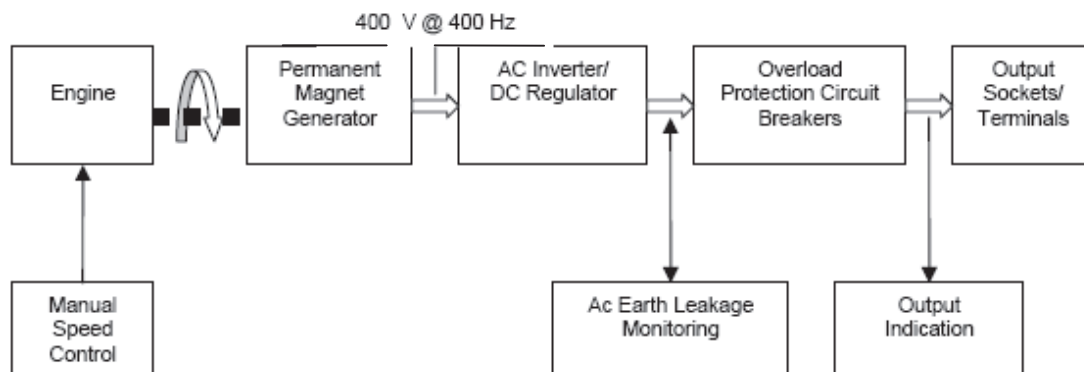 400 V @ 400 Hz
Engine
Permanent
Magnet
Generator
AC Inverter/
DC Regulator
Overload
Protection Circuit
Breakers
Output
Sockets/
Terminals
Manual
Speed
Control
Ac Earth Leakage
Monitoring
Output
Indication